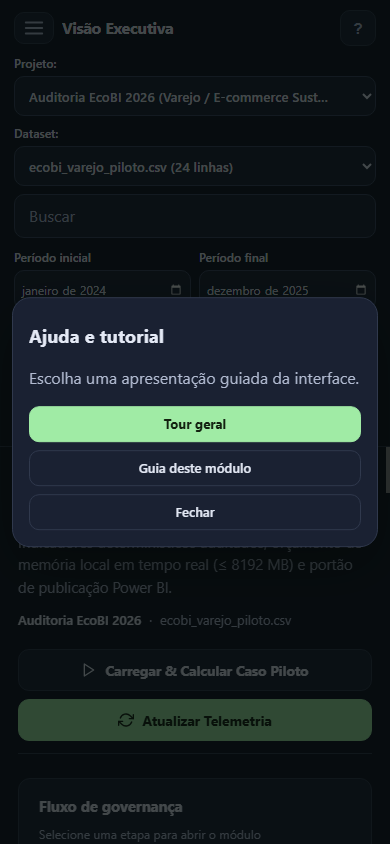 Visão Executiva
?
Projeto:
Auditoria EcoBI 2026 (Varejo / E-commerce Sust...
Dataset:
ecobi_varejo_piloto.csv (24 linhas)
Buscar
Período inicial
Período final
janeiro de 2024
dezembro de 2025
Ajuda e tutorial
Escolha uma apresentação guiada da interface.
Tour geral
Guia deste módulo
Fechar
memória local em tempo real (≤ 8192 MB) e portão
de publicação Power BI.
Auditoria EcoBI 2026 · ecobi_varejo_piloto.csv
Carregar & Calcular Caso Piloto
Atualizar Telemetria
Fluxo de governança
Selecione uma etapa para abrir o módulo